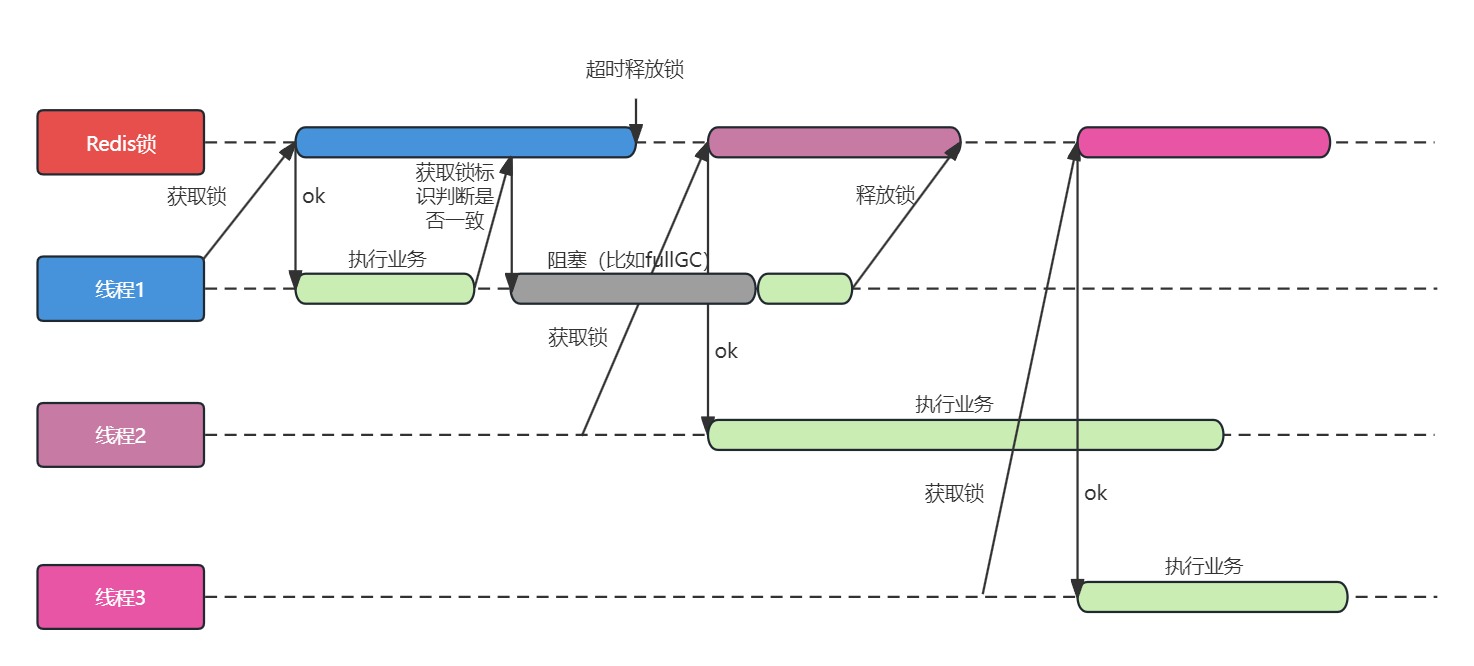 超时释放锁
Redis锁
获取锁
ok
获取锁标
识判断是
否一致
释放锁
线程1
执行业务
阻塞（比如fullGC）
获取锁
ok
线程2
执行业务
获取锁
ok
线程3
执行业务